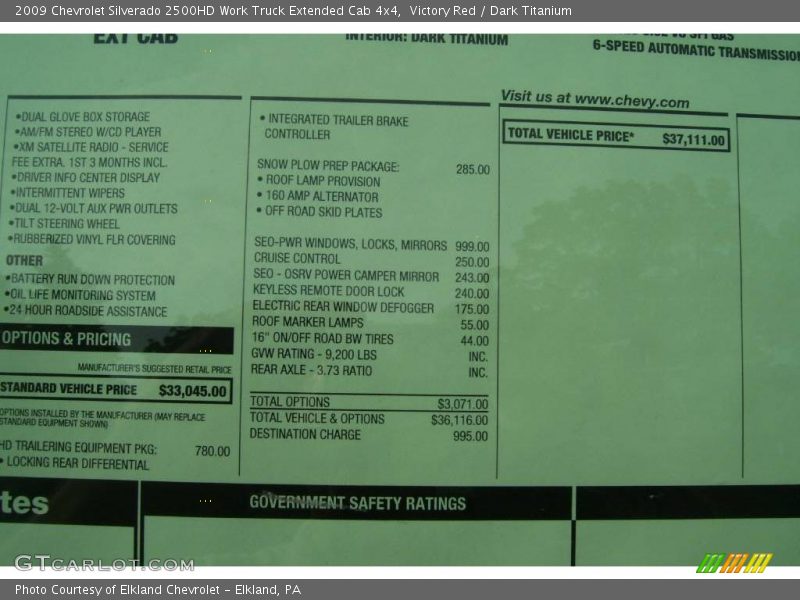 2009 Chevrolet Silverado 2500HD Work Truck Extended Cab 4x4, Victory Red / Dark Titanium
EXT CAB
INTERIOR: DARK TITANIUM
V8 SFI GAS
6-SPEED AUTOMATIC TRANSMISSION
•DUAL GLOVE BOX STORAGE
•AM/FM STEREO W/CD PLAYER
•XM SATELLITE RADIO - SERVICE
FEE EXTRA. 1ST 3 MONTHS INCL.
•DRIVER INFO CENTER DISPLAY
•INTERMITTENT WIPERS
•DUAL 12-VOLT AUX PWR OUTLETS
•TILT STEERING WHEEL
•RUBBERIZED VINYL FLR COVERING
OTHER
•BATTERY RUN DOWN PROTECTION
•OIL LIFE MONITORING SYSTEM
•24 HOUR ROADSIDE ASSISTANCE
OPTIONS & PRICING
MANUFACTURER'S SUGGESTED RETAIL PRICE
STANDARD VEHICLE PRICE $33,045.00
OPTIONS INSTALLED BY THE MANUFACTURER (MAY REPLACE
STANDARD EQUIPMENT SHOWN)
HD TRAILERING EQUIPMENT PKG: 780.00
• LOCKING REAR DIFFERENTIAL
• INTEGRATED TRAILER BRAKE
CONTROLLER
SNOW PLOW PREP PACKAGE: 285.00
• ROOF LAMP PROVISION
• 160 AMP ALTERNATOR
• OFF ROAD SKID PLATES
SEO-PWR WINDOWS, LOCKS, MIRRORS 999.00
CRUISE CONTROL 250.00
SEO - OSRV POWER CAMPER MIRROR 243.00
KEYLESS REMOTE DOOR LOCK 240.00
ELECTRIC REAR WINDOW DEFOGGER 175.00
ROOF MARKER LAMPS 55.00
16" ON/OFF ROAD BW TIRES 44.00
GVW RATING - 9,200 LBS INC.
REAR AXLE - 3.73 RATIO INC.
TOTAL OPTIONS $3,071.00
TOTAL VEHICLE & OPTIONS $36,116.00
DESTINATION CHARGE 995.00
Visit us at www.chevy.com
TOTAL VEHICLE PRICE* $37,111.00
tes
GOVERNMENT SAFETY RATINGS
GTCarLot.com
Photo Courtesy of Elkland Chevrolet - Elkland, PA